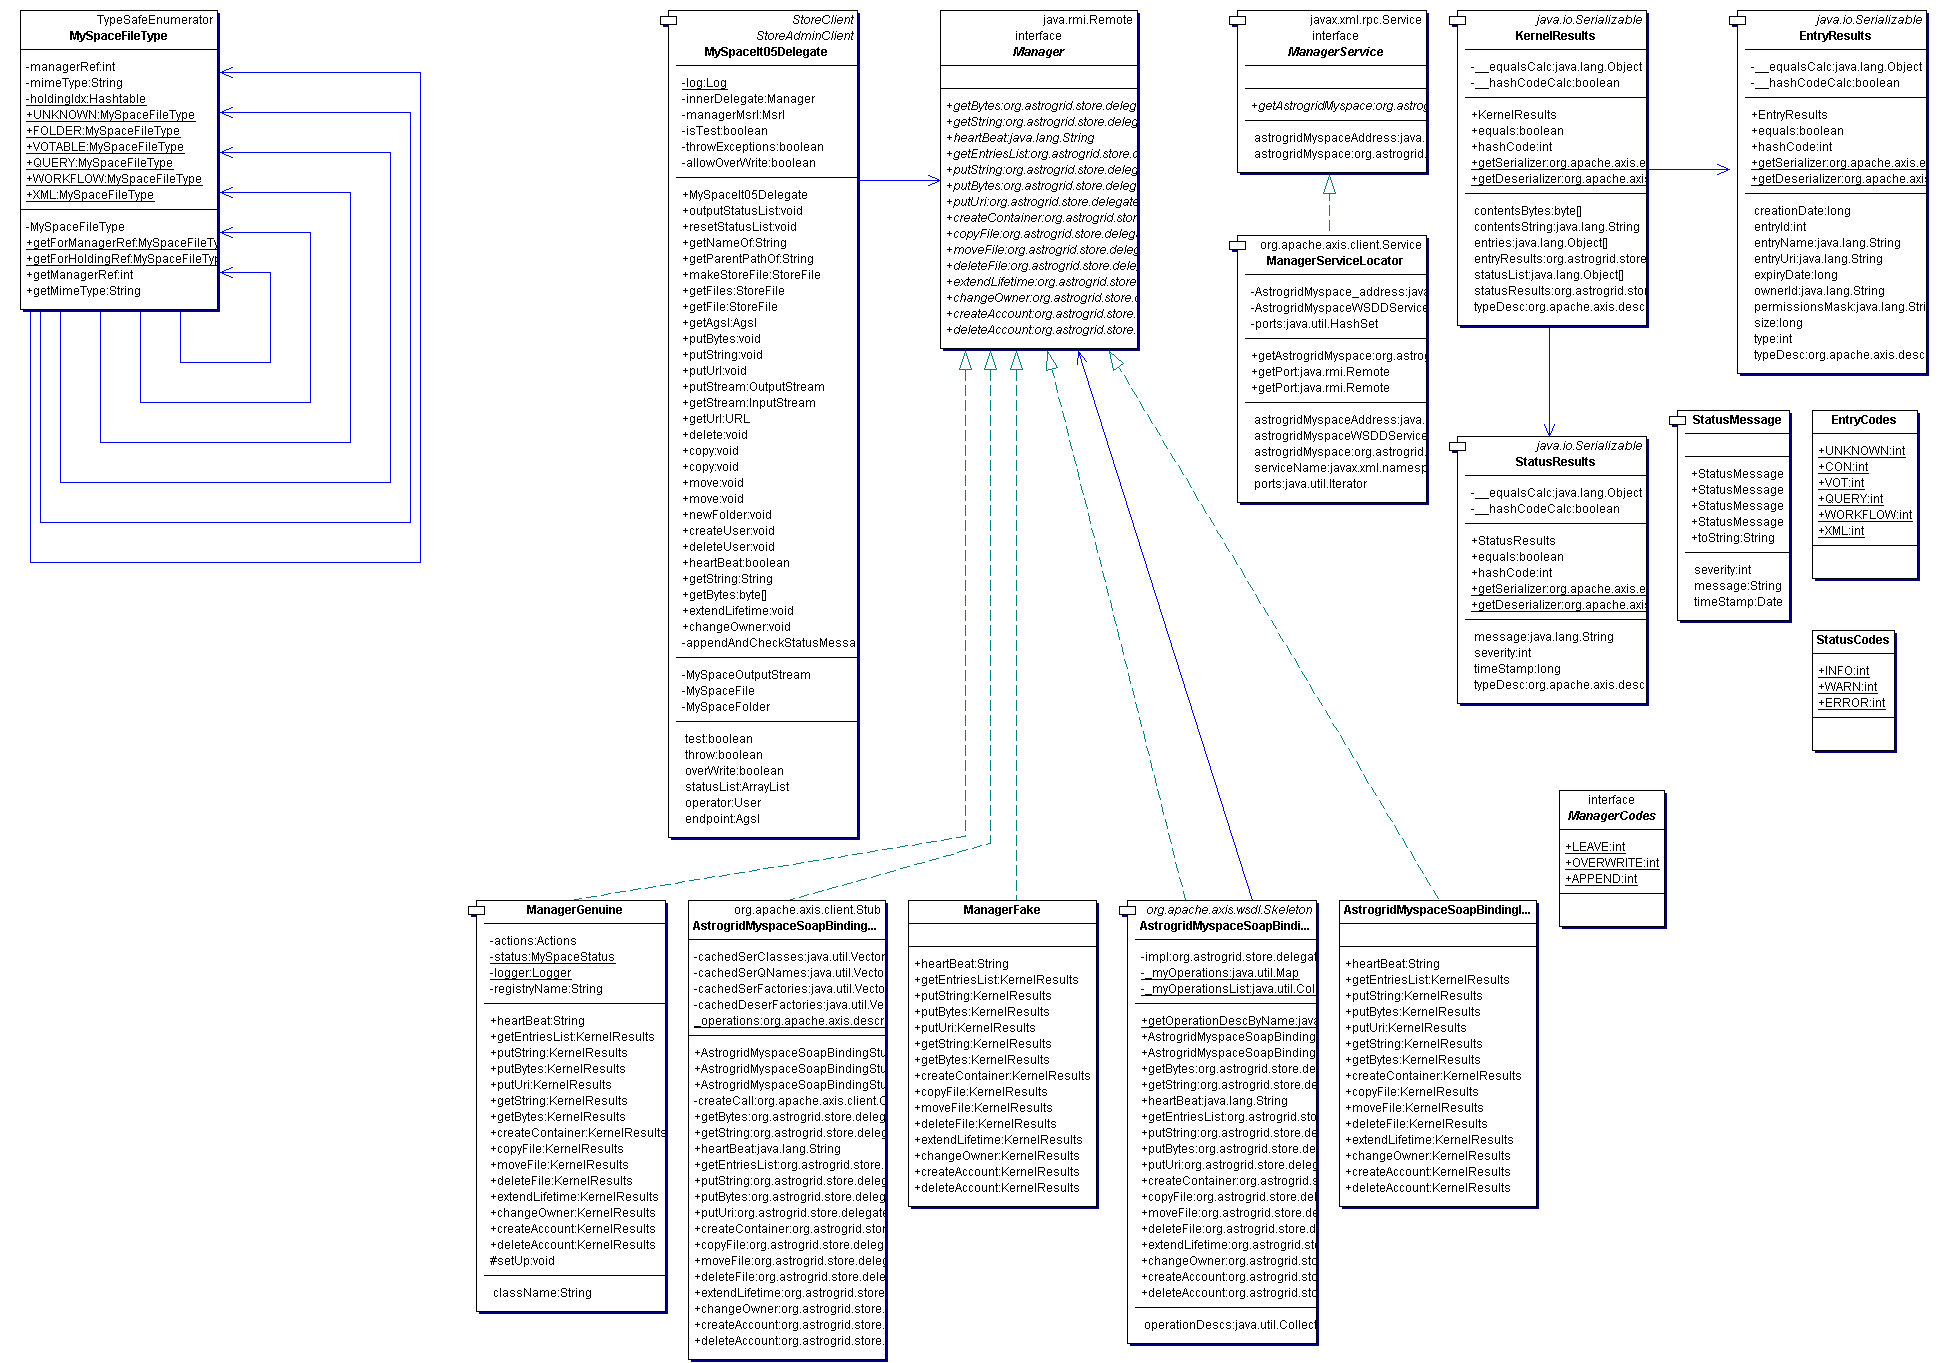 TypeSafeEnumerator
MySpaceFileType
-managerRef:int
-mimeType:String
-holdingIdx:Hashtable
+UNKNOWN:MySpaceFileType
+FOLDER:MySpaceFileType
+VOTABLE:MySpaceFileType
+QUERY:MySpaceFileType
+WORKFLOW:MySpaceFileType
+XML:MySpaceFileType
-MySpaceFileType
+getForManagerRef:MySpaceFileTy
+getForHoldingRef:MySpaceFileTyp
+getManagerRef:int
+getMimeType:String
StoreClient
StoreAdminClient
MySpaceIt05Delegate
-log:Log
-innerDelegate:Manager
-managerMsrl:Msrl
-isTest:boolean
-throwExceptions:boolean
-allowOverWrite:boolean
+MySpaceIt05Delegate
+outputStatusList:void
+resetStatusList:void
+getNameOf:String
+getParentPathOf:String
+makeStoreFile:StoreFile
+getFiles:StoreFile
+getFile:StoreFile
+getAgsl:Agsl
+putBytes:void
+putString:void
+putUrl:void
+putStream:OutputStream
+getStream:InputStream
+getUrl:URL
+delete:void
+copy:void
+copy:void
+move:void
+move:void
+newFolder:void
+createUser:void
+deleteUser:void
+heartBeat:boolean
+getString:String
+getBytes:byte[]
+extendLifetime:void
+changeOwner:void
-appendAndCheckStatusMessa
-MySpaceOutputStream
-MySpaceFile
-MySpaceFolder
test:boolean
throw:boolean
overWrite:boolean
statusList:ArrayList
operator:User
endpoint:Agsl
java.rmi.Remote
interface
Manager
+getBytes:org.astrogrid.store.deleg
+getString:org.astrogrid.store.deleg
+heartBeat:java.lang.String
+getEntriesList:org.astrogrid.store.c
+putString:org.astrogrid.store.deleg
+putBytes:org.astrogrid.store.deleg
+putUri:org.astrogrid.store.delegate
+createContainer:org.astrogrid.stor
+copyFile:org.astrogrid.store.deleg
+moveFile:org.astrogrid.store.deleg
+deleteFile:org.astrogrid.store.dele
+extendLifetime:org.astrogrid.store
+changeOwner:org.astrogrid.store.c
+createAccount:org.astrogrid.store.
+deleteAccount:org.astrogrid.store.
javax.xml.rpc.Service
interface
ManagerService
+getAstrogridMyspace:org.astrog
astrogridMyspaceAddress:java.
astrogridMyspace:org.astrogrid.
org.apache.axis.client.Service
ManagerServiceLocator
-AstrogridMyspace_address:java
-AstrogridMyspaceWSDDService
-ports:java.util.HashSet
+getAstrogridMyspace:org.astrog
+getPort:java.rmi.Remote
+getPort:java.rmi.Remote
astrogridMyspaceAddress:java.
astrogridMyspaceWSDDService
astrogridMyspace:org.astrogrid.
serviceName:javax.xml.namesp
ports:java.util.Iterator
java.io.Serializable
KernelResults
-__equalsCalc:java.lang.Object
-__hashCodeCalc:boolean
+KernelResults
+equals:boolean
+hashCode:int
+getSerializer:org.apache.axis.e
+getDeserializer:org.apache.axis
contentsBytes:byte[]
contentsString:java.lang.String
entries:java.lang.Object[]
entryResults:org.astrogrid.store
statusList:java.lang.Object[]
statusResults:org.astrogrid.stor
typeDesc:org.apache.axis.desc
java.io.Serializable
EntryResults
-__equalsCalc:java.lang.Object
-__hashCodeCalc:boolean
+EntryResults
+equals:boolean
+hashCode:int
+getSerializer:org.apache.axis.e
+getDeserializer:org.apache.axis
creationDate:long
entryId:int
entryName:java.lang.String
entryUri:java.lang.String
expiryDate:long
ownerId:java.lang.String
permissionsMask:java.lang.Stri
size:long
type:int
typeDesc:org.apache.axis.desc
java.io.Serializable
StatusResults
-__equalsCalc:java.lang.Object
-__hashCodeCalc:boolean
+StatusResults
+equals:boolean
+hashCode:int
+getSerializer:org.apache.axis.e
+getDeserializer:org.apache.axis
message:java.lang.String
severity:int
timeStamp:long
typeDesc:org.apache.axis.desc
StatusMessage
+StatusMessage
+StatusMessage
+StatusMessage
+StatusMessage
+toString:String
severity:int
message:String
timeStamp:Date
EntryCodes
+UNKNOWN:int
+CON:int
+VOT:int
+QUERY:int
+WORKFLOW:int
+XML:int
StatusCodes
+INFO:int
+WARN:int
+ERROR:int
interface
ManagerCodes
+LEAVE:int
+OVERWRITE:int
+APPEND:int
ManagerGenuine
-actions:Actions
-status:MySpaceStatus
-logger:Logger
-registryName:String
+heartBeat:String
+getEntriesList:KernelResults
+putString:KernelResults
+putBytes:KernelResults
+putUri:KernelResults
+getString:KernelResults
+getBytes:KernelResults
+createContainer:KernelResults
+copyFile:KernelResults
+moveFile:KernelResults
+deleteFile:KernelResults
+extendLifetime:KernelResults
+changeOwner:KernelResults
+createAccount:KernelResults
+deleteAccount:KernelResults
#setUp:void
className:String
org.apache.axis.client.Stub
AstrogridMyspaceSoapBinding...
-cachedSerClasses:java.util.Vector
-cachedSerQNames:java.util.Vecto
-cachedSerFactories:java.util.Vecto
-cachedDeserFactories:java.util.Ve
_operations:org.apache.axis.descr
+AstrogridMyspaceSoapBindingStu
+AstrogridMyspaceSoapBindingStu
+AstrogridMyspaceSoapBindingStu
-createCall:org.apache.axis.client.C
+getBytes:org.astrogrid.store.deleg
+getString:org.astrogrid.store.deleg
+heartBeat:java.lang.String
+getEntriesList:org.astrogrid.store.
+putString:org.astrogrid.store.deleg
+putBytes:org.astrogrid.store.deleg
+putUri:org.astrogrid.store.delegate
+createContainer:org.astrogrid.stor
+copyFile:org.astrogrid.store.deleg
+moveFile:org.astrogrid.store.deleg
+deleteFile:org.astrogrid.store.dele
+extendLifetime:org.astrogrid.store
+changeOwner:org.astrogrid.store.
+createAccount:org.astrogrid.store.
+deleteAccount:org.astrogrid.store.
ManagerFake
+heartBeat:String
+getEntriesList:KernelResults
+putString:KernelResults
+putBytes:KernelResults
+putUri:KernelResults
+getString:KernelResults
+getBytes:KernelResults
+createContainer:KernelResults
+copyFile:KernelResults
+moveFile:KernelResults
+deleteFile:KernelResults
+extendLifetime:KernelResults
+changeOwner:KernelResults
+createAccount:KernelResults
+deleteAccount:KernelResults
org.apache.axis.wsdl.Skeleton
AstrogridMyspaceSoapBindi...
-impl:org.astrogrid.store.delegat
-_myOperations:java.util.Map
-_myOperationsList:java.util.Col
+getOperationDescByName:java
+AstrogridMyspaceSoapBinding
+AstrogridMyspaceSoapBinding
+getBytes:org.astrogrid.store.de
+getString:org.astrogrid.store.de
+heartBeat:java.lang.String
+getEntriesList:org.astrogrid.sto
+putString:org.astrogrid.store.de
+putBytes:org.astrogrid.store.de
+putUri:org.astrogrid.store.deleg
+createContainer:org.astrogrid.s
+copyFile:org.astrogrid.store.del
+moveFile:org.astrogrid.store.de
+deleteFile:org.astrogrid.store.d
+extendLifetime:org.astrogrid.st
+changeOwner:org.astrogrid.sto
+createAccount:org.astrogrid.sto
+deleteAccount:org.astrogrid.sto
operationDescs:java.util.Collect
AstrogridMyspaceSoapBindingI...
+heartBeat:String
+getEntriesList:KernelResults
+putString:KernelResults
+putBytes:KernelResults
+putUri:KernelResults
+getString:KernelResults
+getBytes:KernelResults
+createContainer:KernelResults
+copyFile:KernelResults
+moveFile:KernelResults
+deleteFile:KernelResults
+extendLifetime:KernelResults
+changeOwner:KernelResults
+createAccount:KernelResults
+deleteAccount:KernelResults